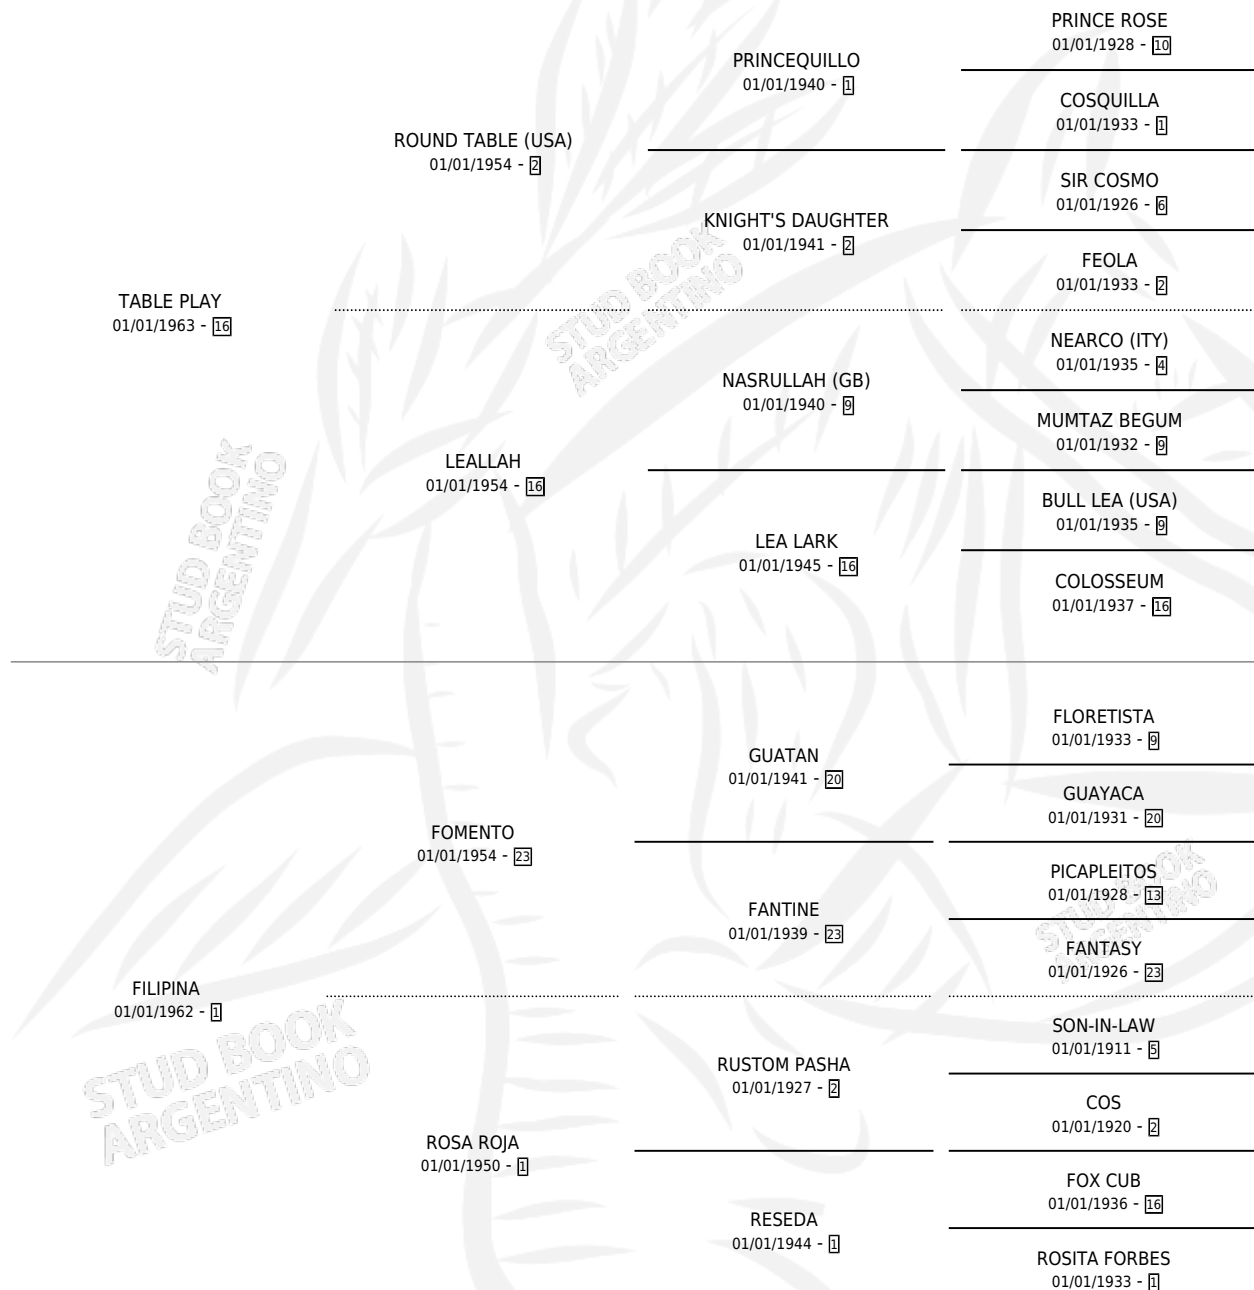 PRINCE ROSE
01/01/1928 - 10
PRINCEQUILLO
01/01/1940 - 1
COSQUILLA
01/01/1933 - 1
ROUND TABLE (USA)
01/01/1954 - 2
SIR COSMO
01/01/1926 - 6
KNIGHT'S DAUGHTER
01/01/1941 - 2
FEOLA
01/01/1933 - 2
TABLE PLAY
01/01/1963 - 16
NEARCO (ITY)
01/01/1935 - 4
NASRULLAH (GB)
01/01/1940 - 9
MUMTAZ BEGUM
01/01/1932 - 9
LEALLAH
01/01/1954 - 16
BULL LEA (USA)
01/01/1935 - 9
LEA LARK
01/01/1945 - 16
COLOSSEUM
01/01/1937 - 16
FLORETISTA
01/01/1933 - 9
GUATAN
01/01/1941 - 20
GUAYACA
01/01/1931 - 20
FOMENTO
01/01/1954 - 23
PICAPLEITOS
01/01/1928 - 13
FANTINE
01/01/1939 - 23
FANTASY
01/01/1926 - 23
FILIPINA
01/01/1962 - 1
SON-IN-LAW
01/01/1911 - 5
RUSTOM PASHA
01/01/1927 - 2
COS
01/01/1920 - 2
ROSA ROJA
01/01/1950 - 1
FOX CUB
01/01/1936 - 16
RESEDA
01/01/1944 - 1
ROSITA FORBES
01/01/1933 - 1
STUD BOOK
ARGENTINO
STUD BOOK
ARGENTINO
STUD BOOK
ARGENTINO
STUD BOOK
ARGENTINO